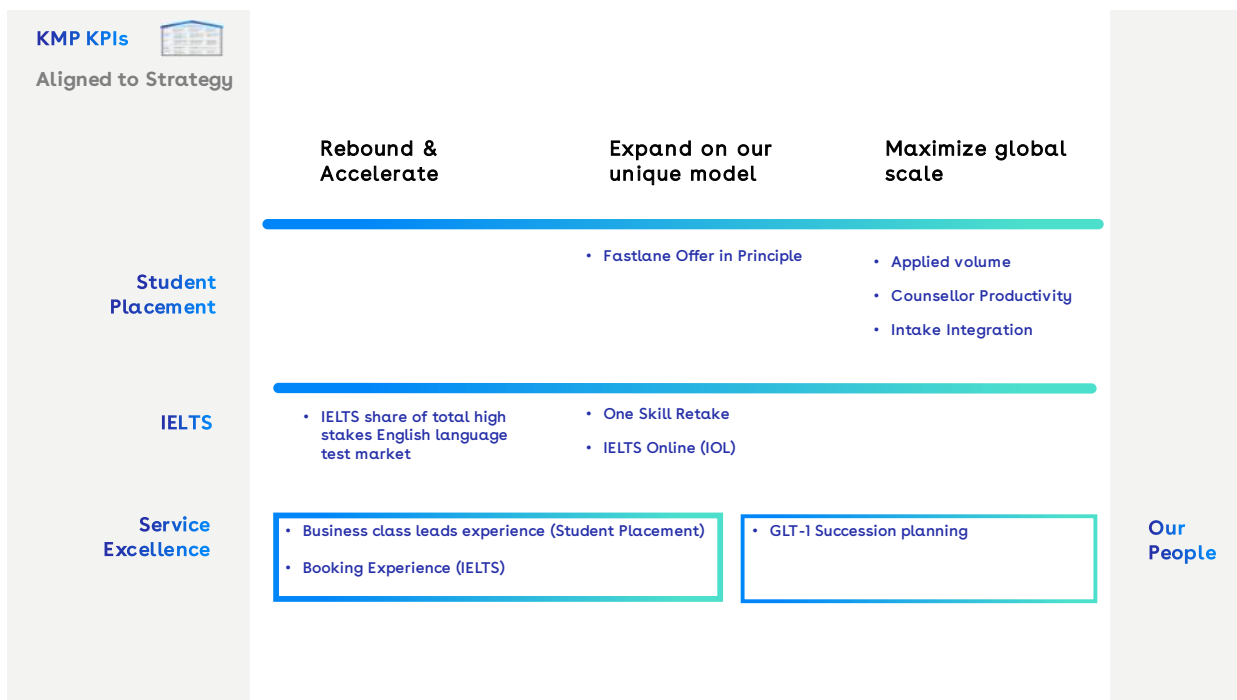 KMP KPIs
Aligned to Strategy
Rebound &
Accelerate
Expand on our
unique model
Maximize global
scale
Student
Placement
• Fastlane Offer in Principle
• Applied volume
• Counsellor Productivity
• Intake Integration
IELTS
• IELTS share of total high
stakes English language
test market
• One Skill Retake
• IELTS Online (IOL)
Service
Excellence
• Business class leads experience (Student Placement)
• Booking Experience (IELTS)
• GLT-1 Succession planning
Our
People